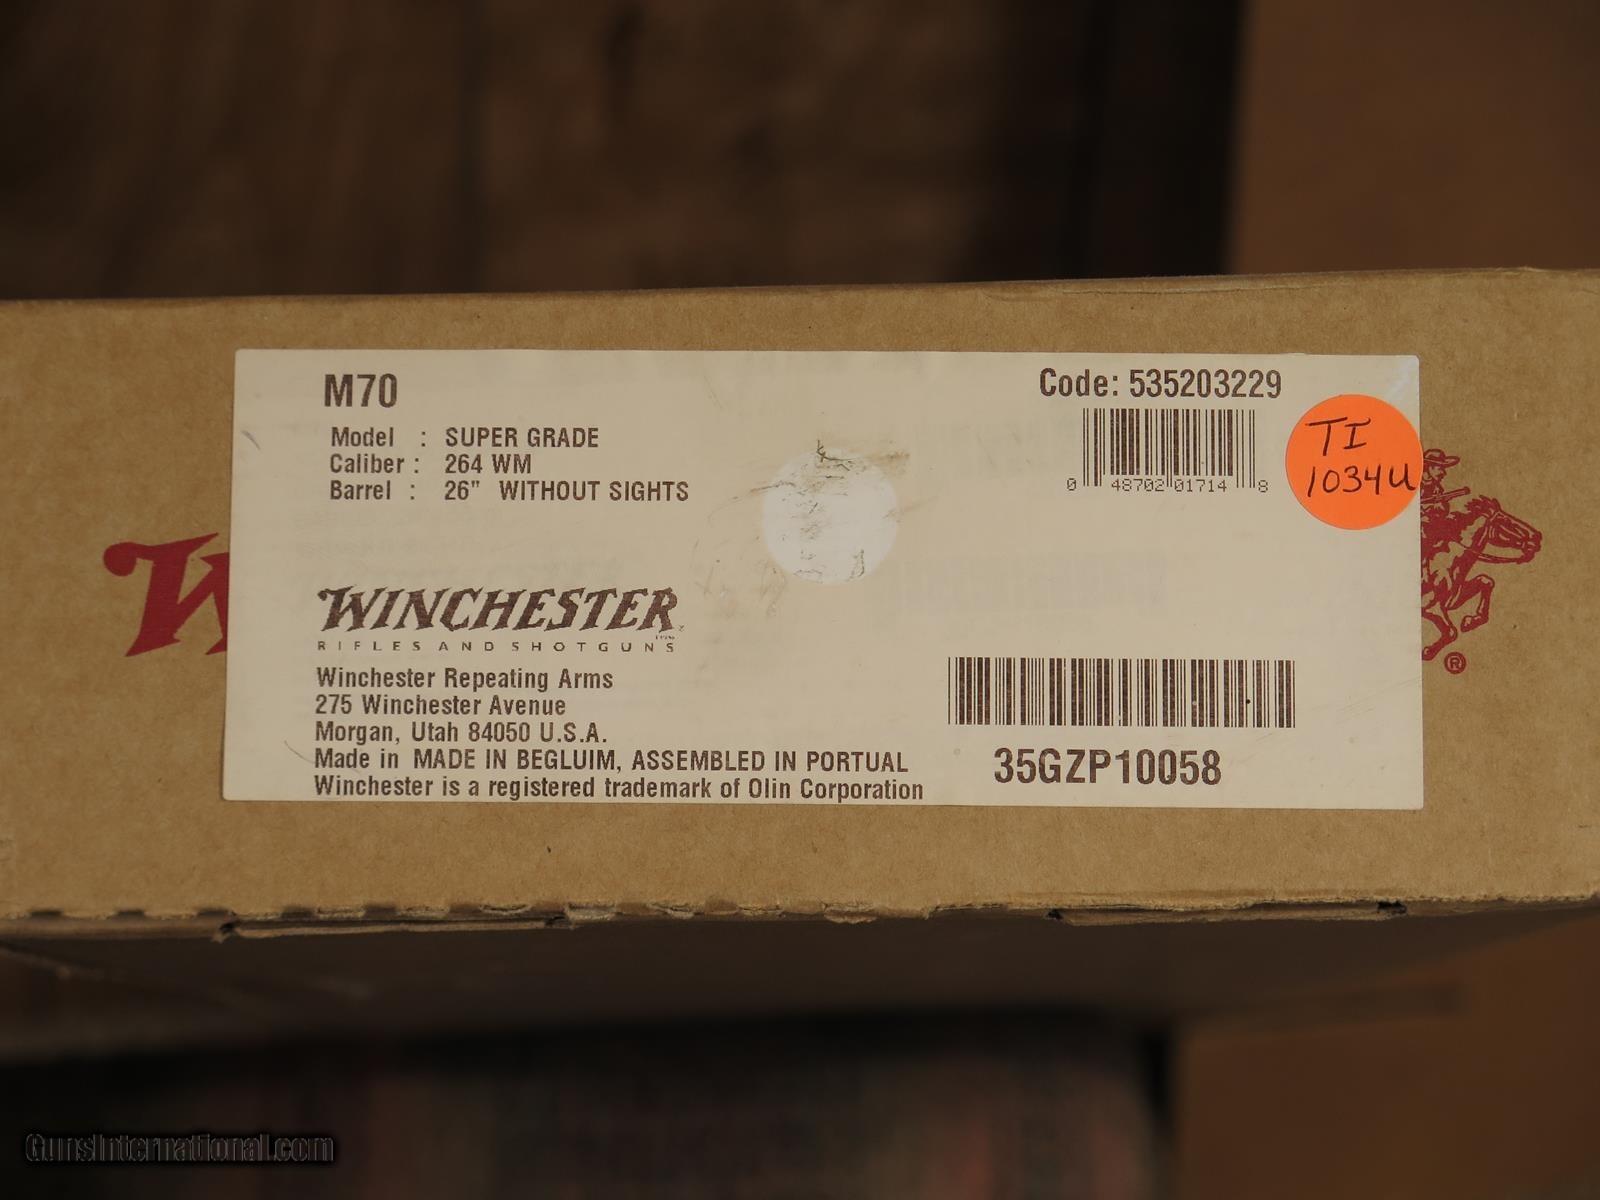 M70
Model : SUPER GRADE
Caliber : 264 WM
Barrel : 26" WITHOUT SIGHTS
Code: 535203229
0 48702 01714 8
TI
1034U
W
®
WINCHESTER
RIFLES AND SHOTGUNS
Winchester Repeating Arms
275 Winchester Avenue
Morgan, Utah 84050 U.S.A.
Made in MADE IN BEGLUIM, ASSEMBLED IN PORTUAL
Winchester is a registered trademark of Olin Corporation
35GZP10058
GunsInternational.com